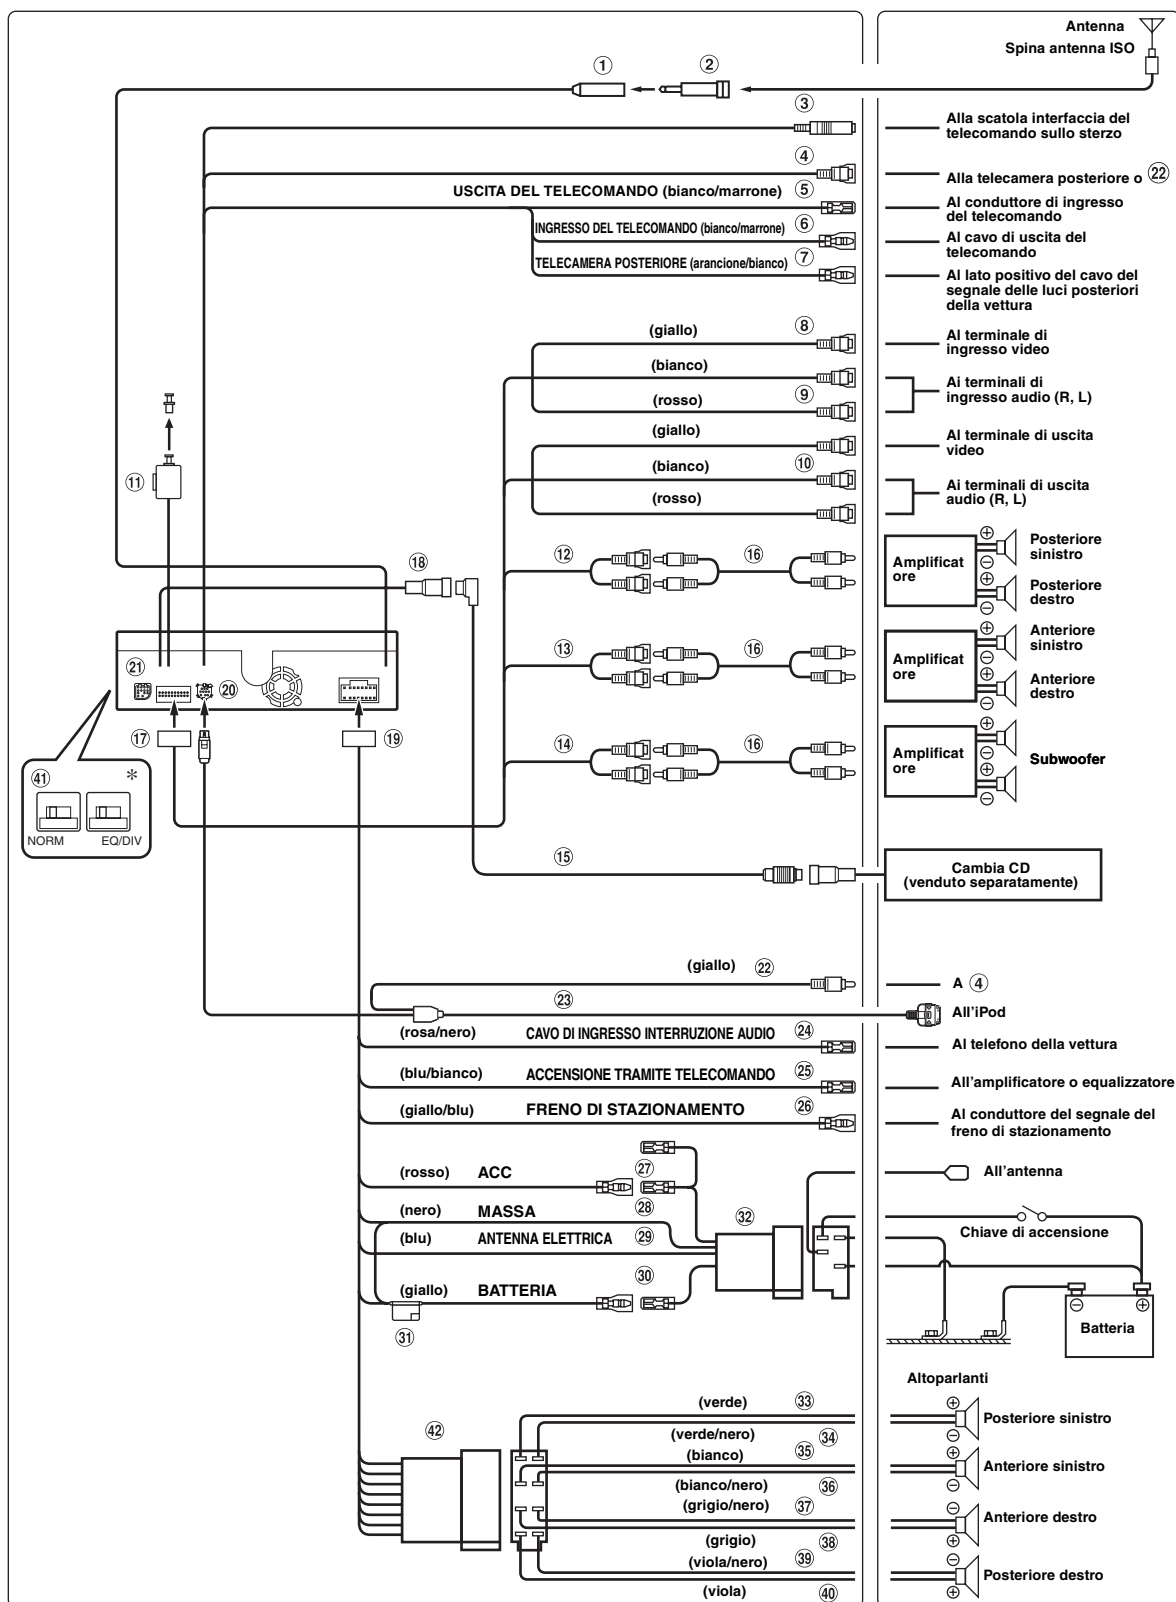 Antenna
Spina antenna ISO
① ②
③
Alla scatola interfaccia del
telecomando sullo sterzo
④
Alla telecamera posteriore o ㉒
USCITA DEL TELECOMANDO (bianco/marrone) ⑤
Al conduttore di ingresso
del telecomando
INGRESSO DEL TELECOMANDO (bianco/marrone) ⑥
Al cavo di uscita del
telecomando
TELECAMERA POSTERIORE (arancione/bianco) ⑦
Al lato positivo del cavo del
segnale delle luci posteriori
della vettura
(giallo) ⑧
Al terminale di
ingresso video
(bianco)
(rosso) ⑨
Ai terminali di
ingresso audio (R, L)
(giallo)
Al terminale di uscita
video
(bianco) ⑩
(rosso)
Ai terminali di uscita
audio (R, L)
⑪
⑫ ⑯
Amplificat
ore
⊕
⊖
⊕
⊖
Posteriore
sinistro
Posteriore
destro
⑱
⑬ ⑯
Amplificat
ore
⊕
⊖
⊕
⊖
Anteriore
sinistro
Anteriore
destro
㉑ ⑳
⑰ ⑲
⑭ ⑯
Amplificat
ore
⊕
⊖
⊕
⊖
Subwoofer
㊶ *
NORM EQ/DIV
⑮
Cambia CD
(venduto separatamente)
(giallo) ㉒
A ④
㉓
All'iPod
(rosa/nero) CAVO DI INGRESSO INTERRUZIONE AUDIO ㉔
Al telefono della vettura
(blu/bianco) ACCENSIONE TRAMITE TELECOMANDO ㉕
All'amplificatore o equalizzatore
(giallo/blu) FRENO DI STAZIONAMENTO ㉖
Al conduttore del segnale del
freno di stazionamento
(rosso) ACC ㉗
All'antenna
(nero) MASSA ㉘
㉜
Chiave di accensione
(blu) ANTENNA ELETTRICA ㉙
(giallo) BATTERIA ㉚
㉛
⊖ ⊕
Batteria
Altoparlanti
(verde) ㉝
⊕
⊖
Posteriore sinistro
㊷
(verde/nero) ㉞
(bianco) ㉟
⊕
⊖
Anteriore sinistro
(bianco/nero) ㊱
(grigio/nero) ㊲
⊖
⊕
Anteriore destro
(grigio) ㊳
(viola/nero) ㊴
⊖
⊕
Posteriore destro
(viola) ㊵